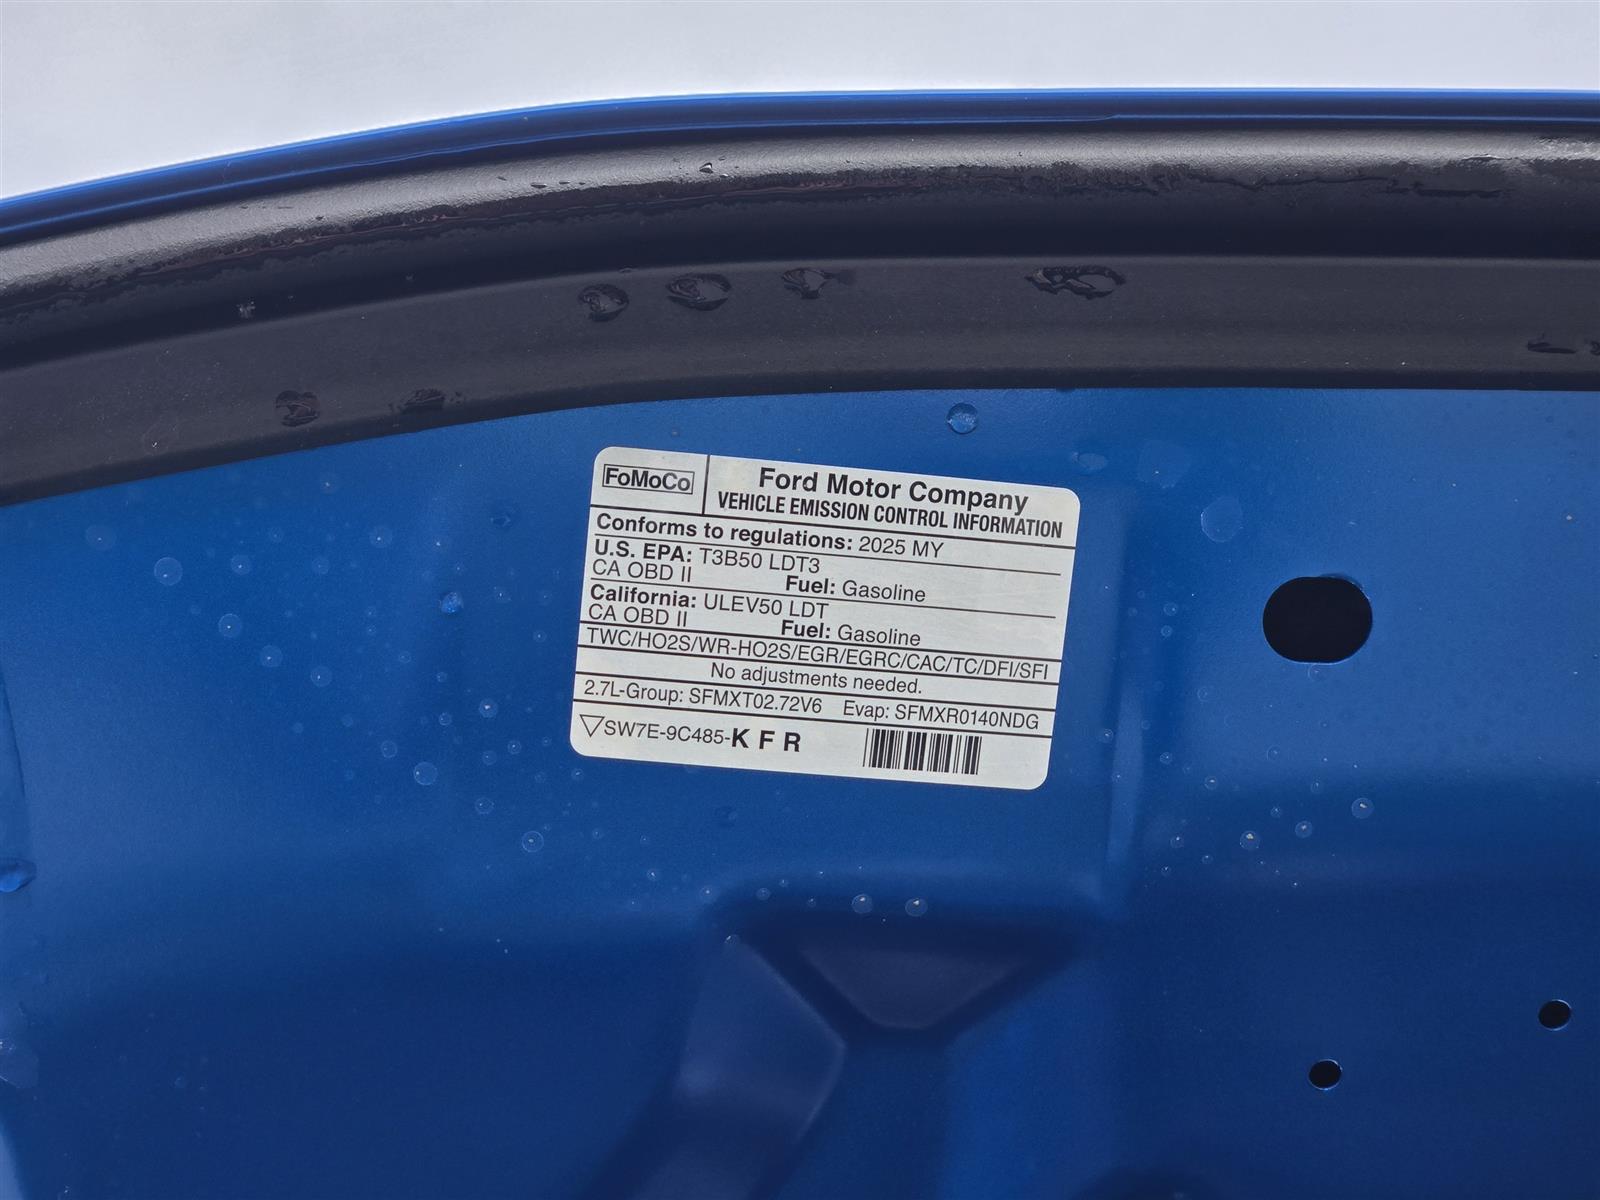 FoMoCo
Ford Motor Company
VEHICLE EMISSION CONTROL INFORMATION
Conforms to regulations: 2025 MY
U.S. EPA: T3B50 LDT3
CA OBD II Fuel: Gasoline
California: ULEV50 LDT
CA OBD II Fuel: Gasoline
TWC/HO2S/WR-HO2S/EGR/EGRC/CAC/TC/DFI/SFI
No adjustments needed.
2.7L-Group: SFMXT02.72V6 Evap: SFMXR0140NDG
SW7E-9C485-K F R